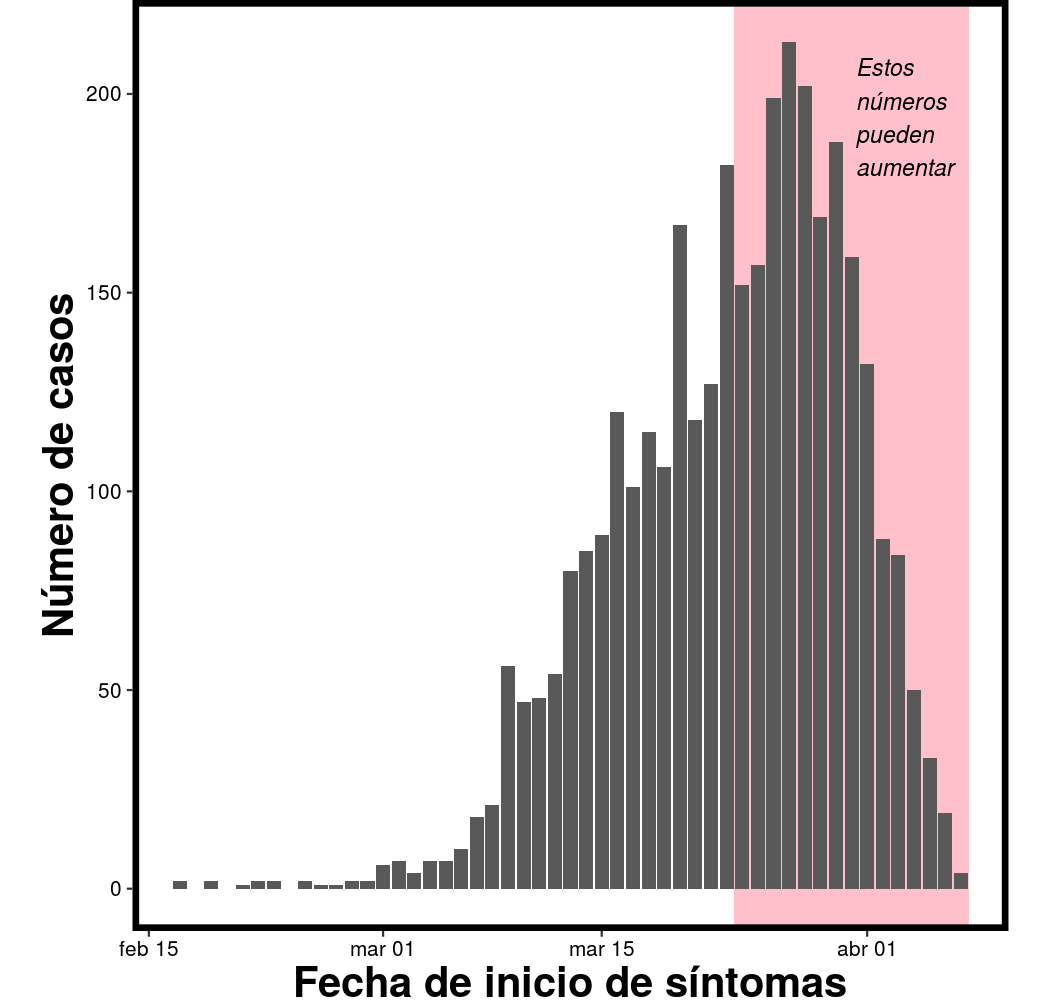 Estos
números
pueden
aumentar
200
150
100
50
0
Número de casos
feb 15
mar 01
mar 15
abr 01
Fecha de inicio de síntomas